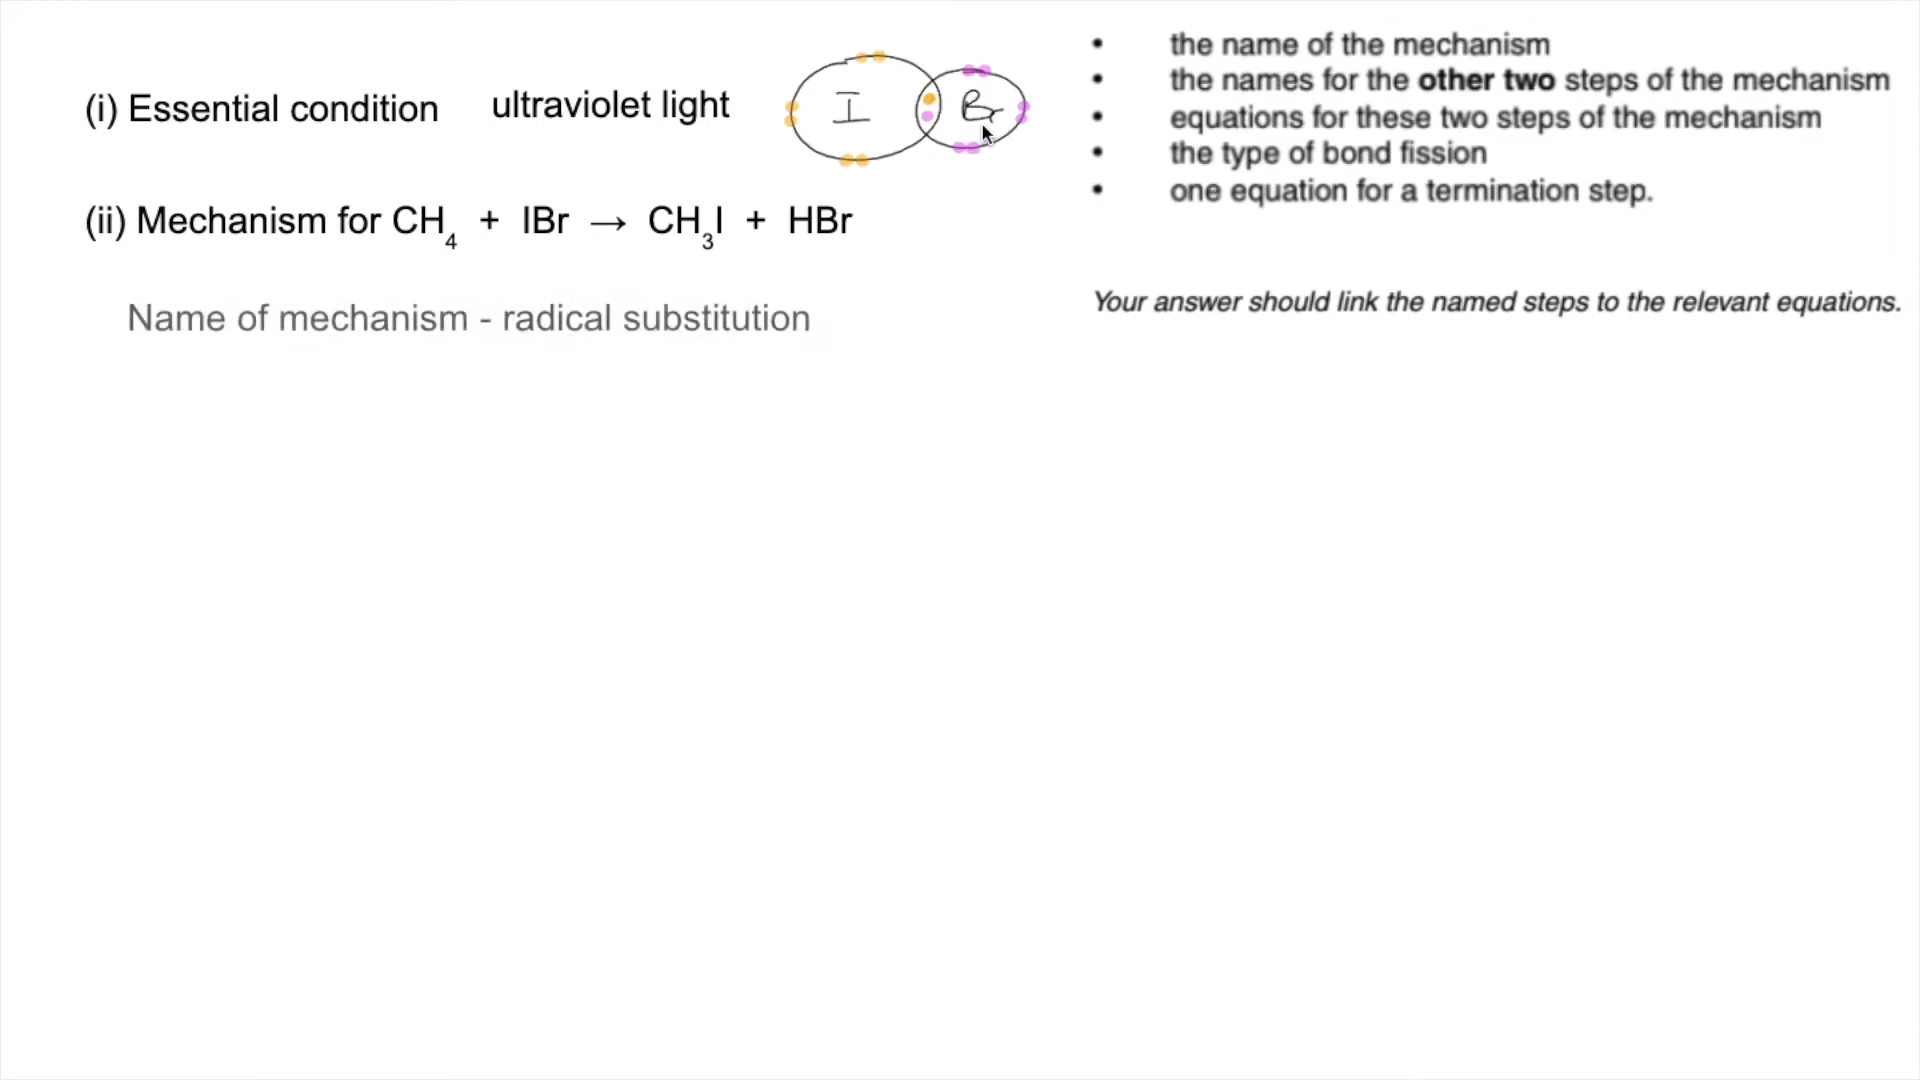 (i) Essential condition ultraviolet light
I Br
(ii) Mechanism for CH₄ + IBr → CH₃I + HBr
Name of mechanism - radical substitution
• the name of the mechanism
• the names for the other two steps of the mechanism
• equations for these two steps of the mechanism
• the type of bond fission
• one equation for a termination step.
Your answer should link the named steps to the relevant equations.